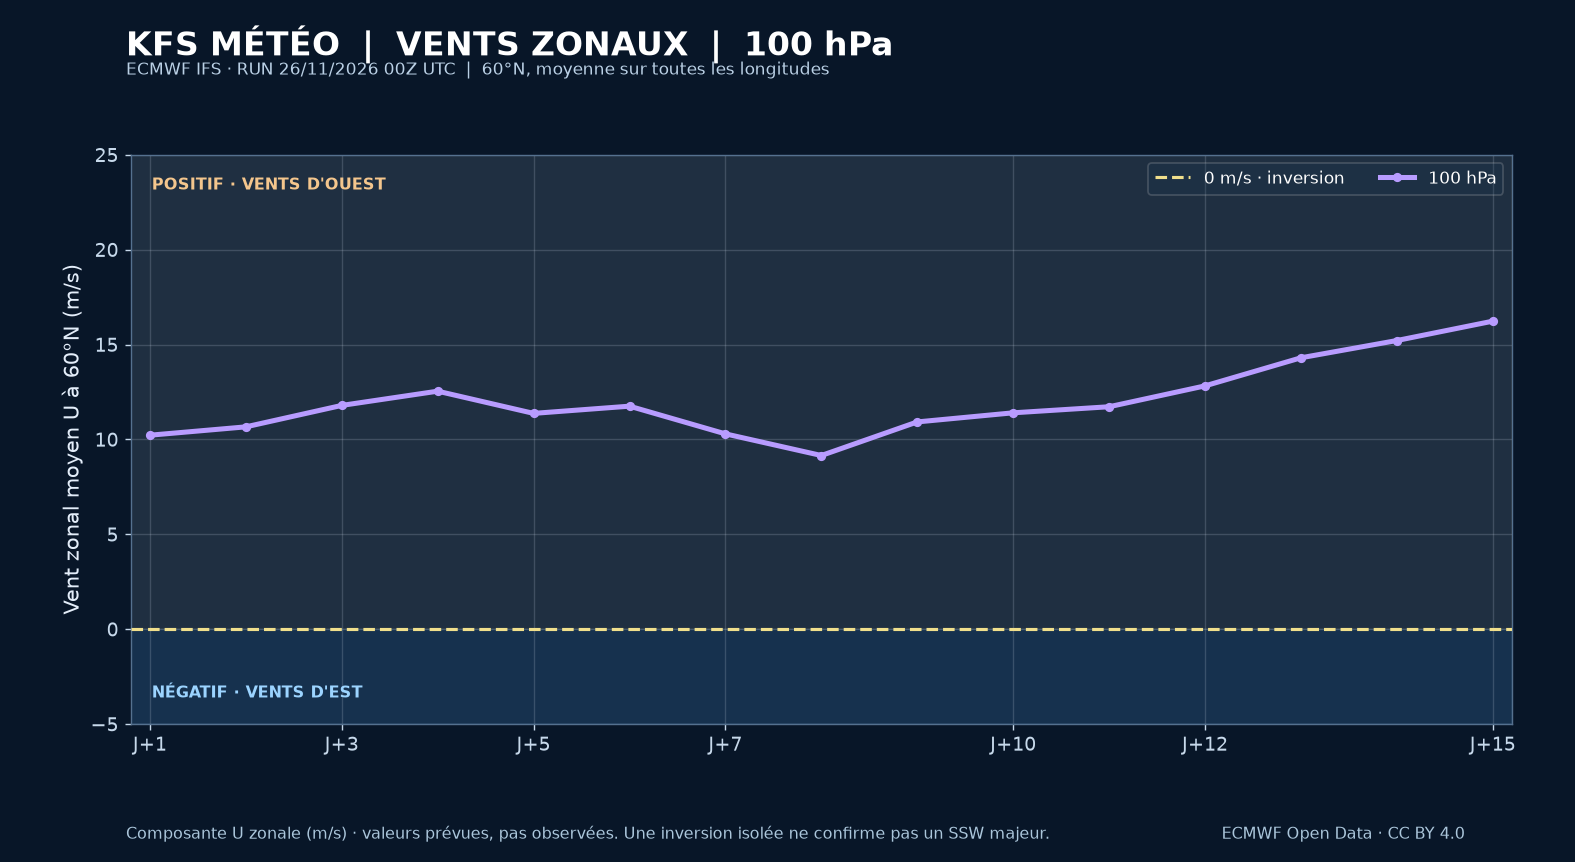 KFS MÉTÉO | VENTS ZONAUX | 100 hPa
ECMWF IFS · RUN 26/11/2026 00Z UTC | 60°N, moyenne sur toutes les longitudes
Vent zonal moyen U à 60°N (m/s)
25
20
15
10
5
0
−5
POSITIF · VENTS D'OUEST
0 m/s · inversion
100 hPa
NÉGATIF · VENTS D'EST
J+1
J+3
J+5
J+7
J+10
J+12
J+15
Composante U zonale (m/s) · valeurs prévues, pas observées. Une inversion isolée ne confirme pas un SSW majeur.
ECMWF Open Data · CC BY 4.0